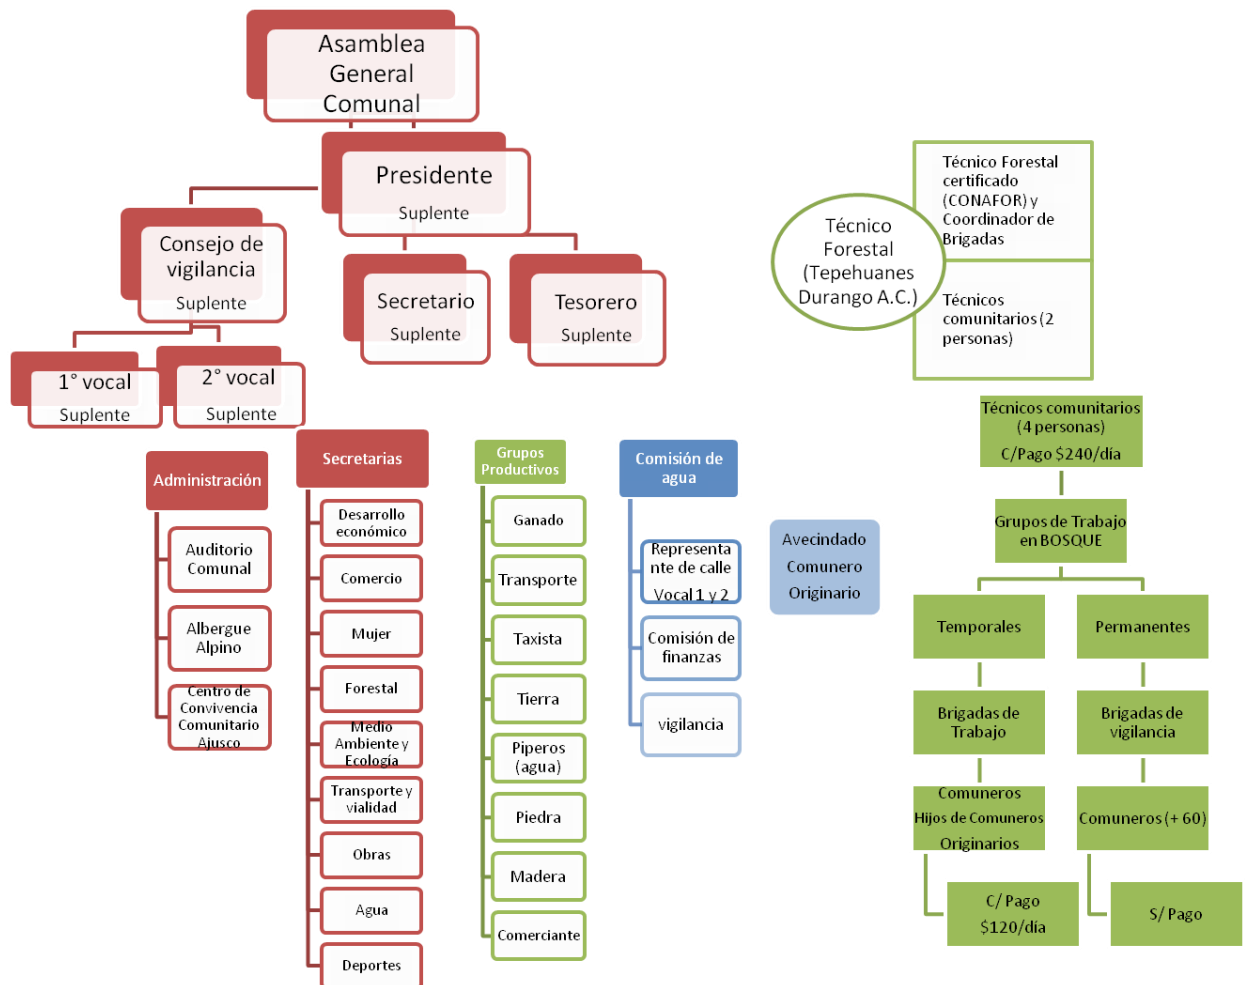 Asamblea
General
Comunal
Presidente
Suplente
Consejo de
vigilancia
Suplente
Secretario
Suplente
Tesorero
Suplente
1° vocal
Suplente
2° vocal
Suplente
Técnico
Forestal
(Tepehuanes
Durango A.C.)
Técnico Forestal
certificado
(CONAFOR) y
Coordinador de
Brigadas
Técnicos
comunitarios (2
personas)
Administración
Auditorio
Comunal
Albergue
Alpino
Centro de
Convivencia
Comunitario
Ajusco
Secretarias
Desarrollo
económico
Comercio
Mujer
Forestal
Medio
Ambiente y
Ecología
Transporte y
vialidad
Obras
Agua
Deportes
Grupos
Productivos
Ganado
Transporte
Taxista
Tierra
Piperos
(agua)
Piedra
Madera
Comerciante
Comisión de
agua
Representa
nte de calle
Vocal 1 y 2
Comisión de
finanzas
vigilancia
Avecindado
Comunero
Originario
Técnicos comunitarios
(4 personas)
C/Pago $240/día
Grupos de Trabajo
en BOSQUE
Temporales
Permanentes
Brigadas de
Trabajo
Brigadas de
vigilancia
Comuneros
Hijos de Comuneros
Originarios
Comuneros (+ 60)
C/ Pago
$120/día
S/ Pago